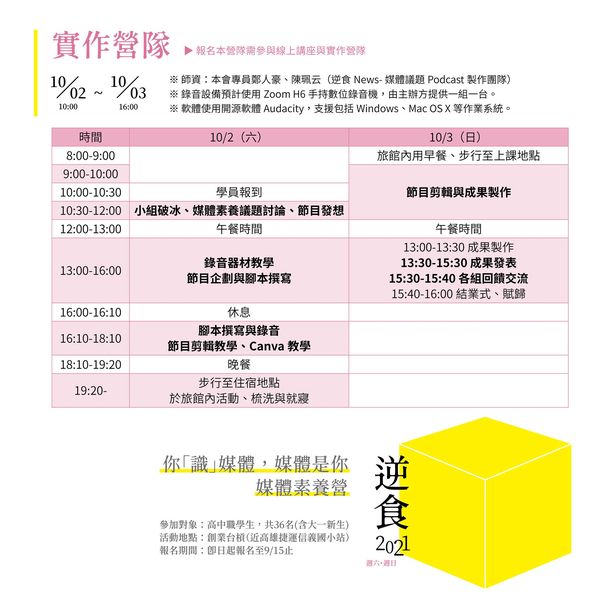 實作營隊
▶ 報名本營隊需參與線上講座與實作營隊
10/02 10:00 ~ 10/03 16:00
※ 師資：本會專員鄭人豪、陳珮云（逆食 News- 媒體議題 Podcast 製作團隊）
※ 錄音設備預計使用 Zoom H6 手持數位錄音機，由主辦方提供一組一台。
※ 軟體使用開源軟體 Audacity，支援包括 Windows、Mac OS X 等作業系統。
時間 10/2（六） 10/3（日）
8:00-9:00 旅館內用早餐、步行至上課地點
9:00-10:00
節目剪輯與成果製作
10:00-10:30 學員報到
10:30-12:00 小組破冰、媒體素養議題討論、節目發想
12:00-13:00 午餐時間 午餐時間
13:00-16:00
錄音器材教學
節目企劃與腳本撰寫
13:00-13:30 成果製作
13:30-15:30 成果發表
15:30-15:40 各組回饋交流
15:40-16:00 結業式、賦歸
16:00-16:10 休息
16:10-18:10
腳本撰寫與錄音
節目剪輯教學、Canva 教學
18:10-19:20 晚餐
19:20-
步行至住宿地點
於旅館內活動、梳洗與就寢
你「識」媒體，媒體是你
媒體素養營
參加對象：高中職學生，共36名(含大一新生)
活動地點：創業台積(近高雄捷運信義國小站)
報名期間：即日起報名至9/15止
逆食
2021
週六・週日